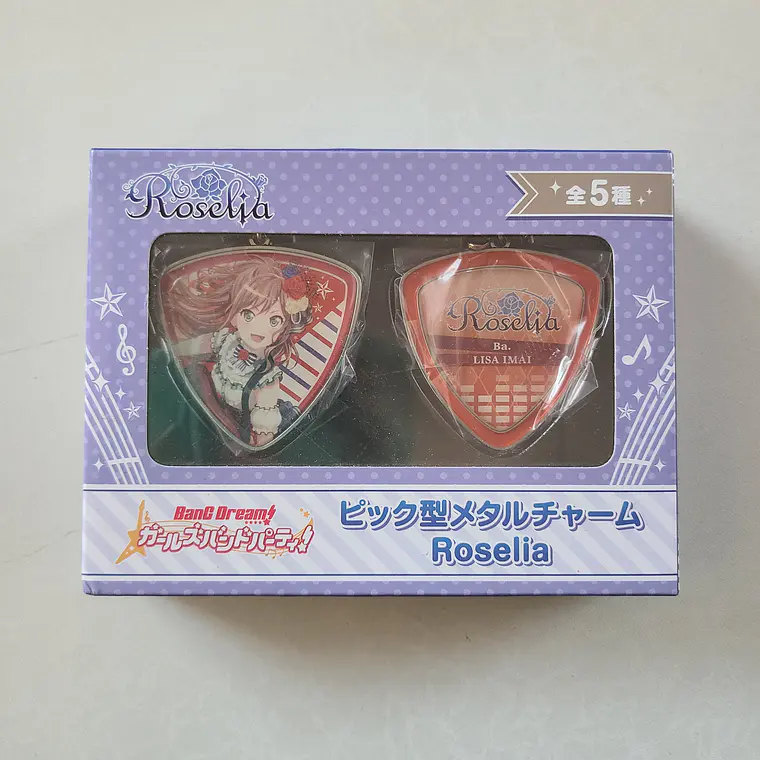 Roselia
全5種
Roselia
Ba.
LISA IMAI
BanG Dream!
ガールズバンドパーティ!
ピック型メタルチャーム
Roselia